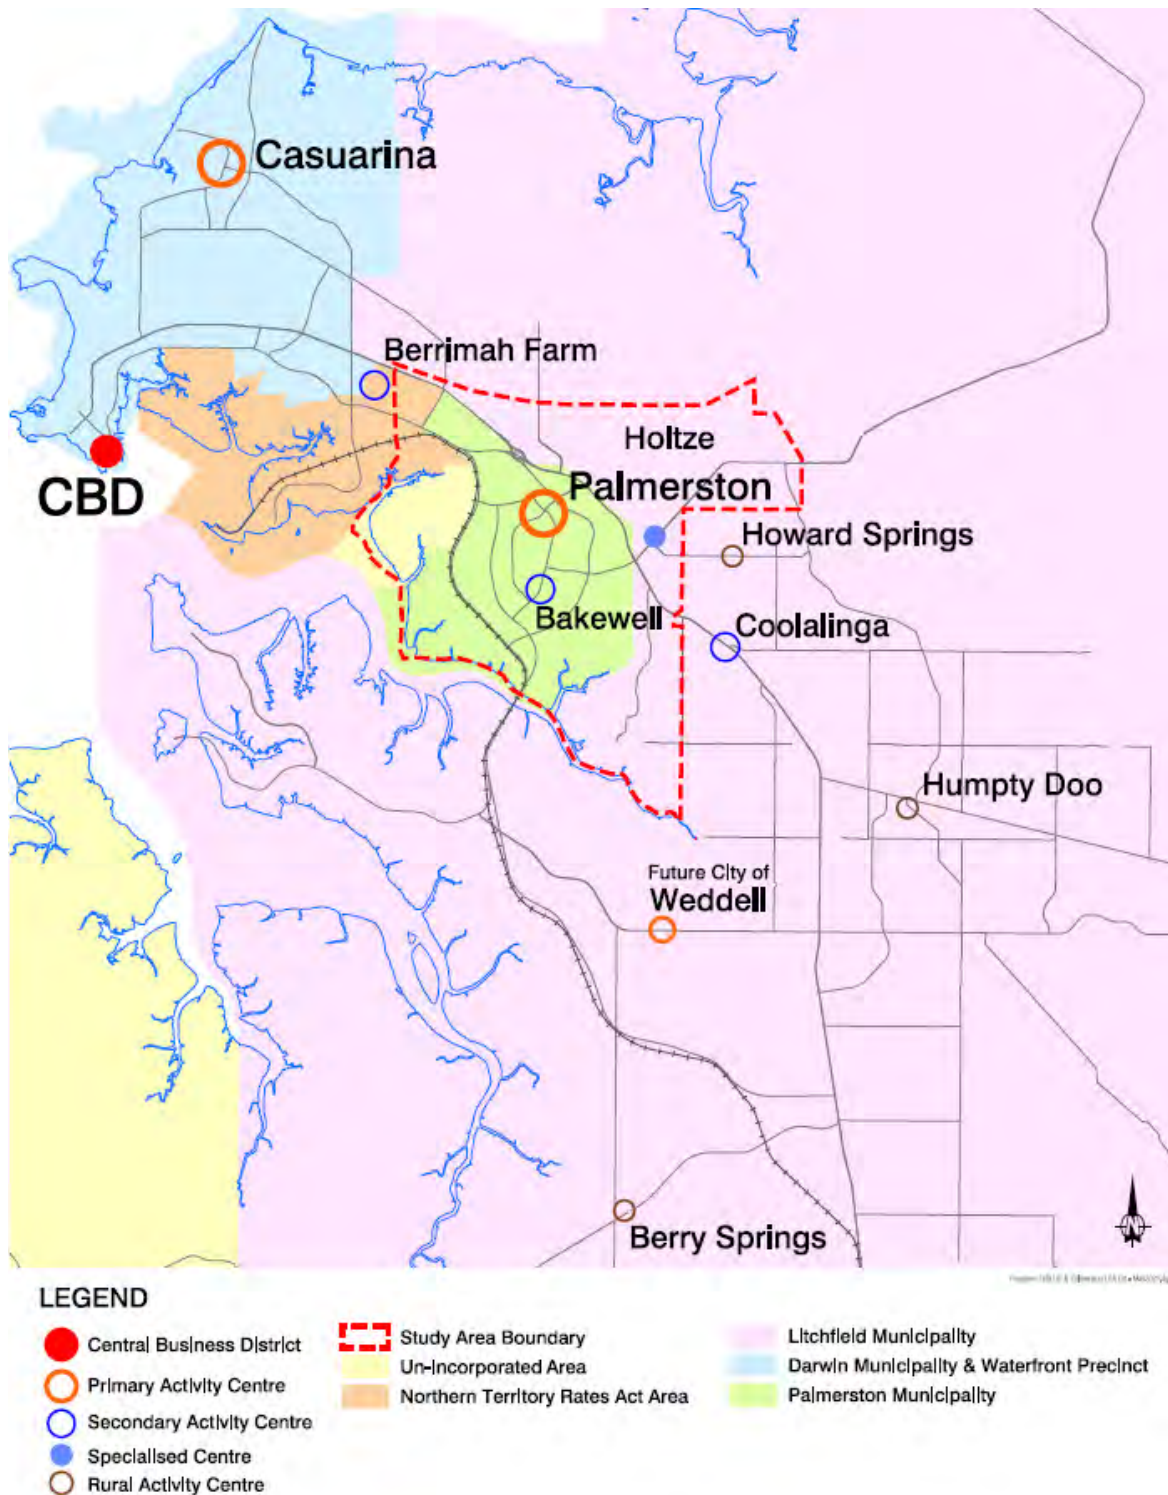 Casuarina
Berrimah Farm
Holtze
CBD
Palmerston
Howard Springs
Bakewell
Coolalinga
Humpty Doo
Future City of
Weddell
N
Berry Springs
LEGEND
Central Business District
Primary Activity Centre
Secondary Activity Centre
Specialised Centre
Rural Activity Centre
Study Area Boundary
Un-incorporated Area
Northern Territory Rates Act Area
Litchfield Municipality
Darwin Municipality & Waterfront Precinct
Palmerston Municipality